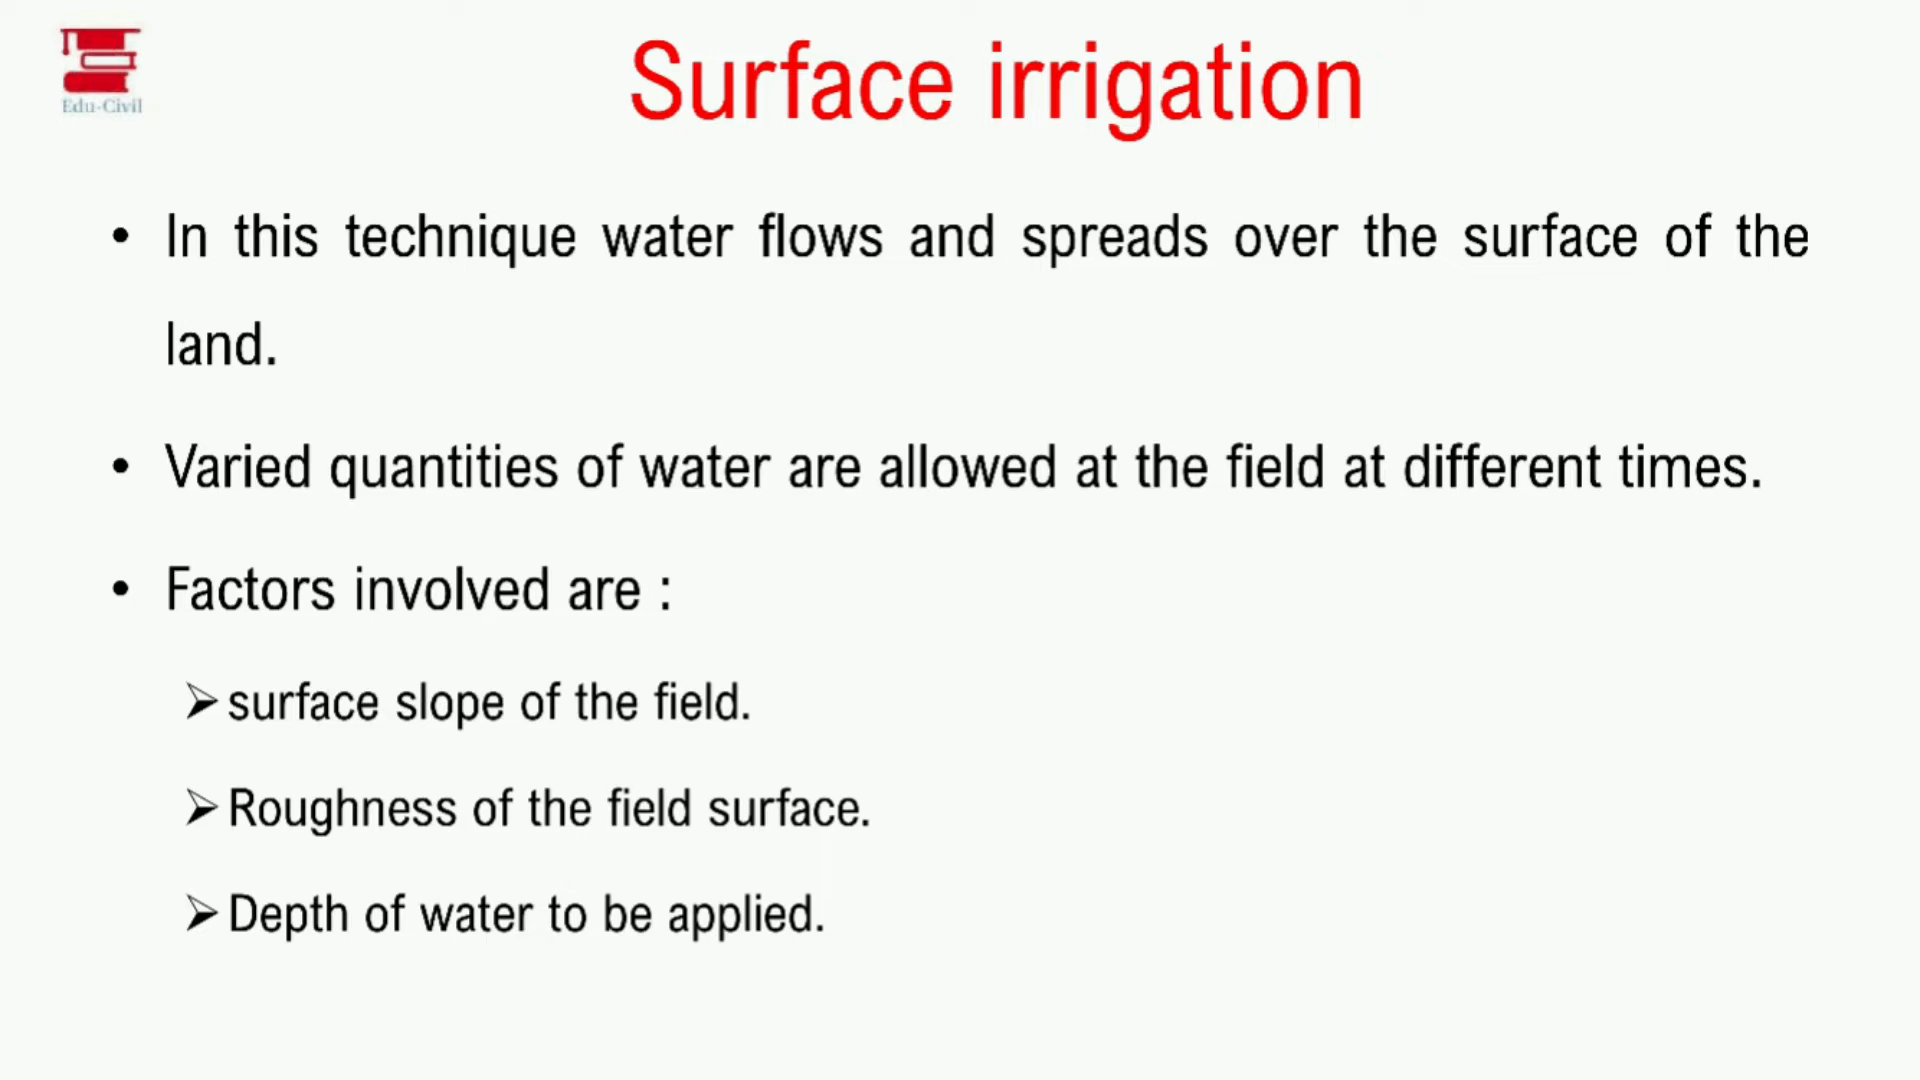 Edu-Civil
Surface irrigation
• In this technique water flows and spreads over the surface of the
land.
• Varied quantities of water are allowed at the field at different times.
• Factors involved are :
➢ surface slope of the field.
➢ Roughness of the field surface.
➢ Depth of water to be applied.